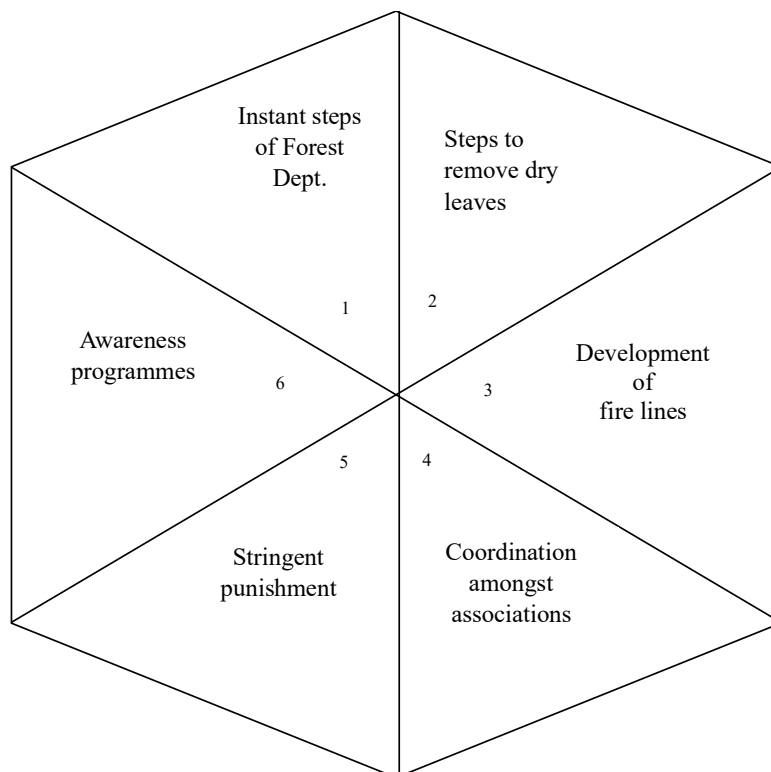 Instant steps
of Forest
Dept.
1
Steps to
remove dry
leaves
2
Development
of
fire lines
3
Coordination
amongst
associations
4
Stringent
punishment
5
Awareness
programmes
6